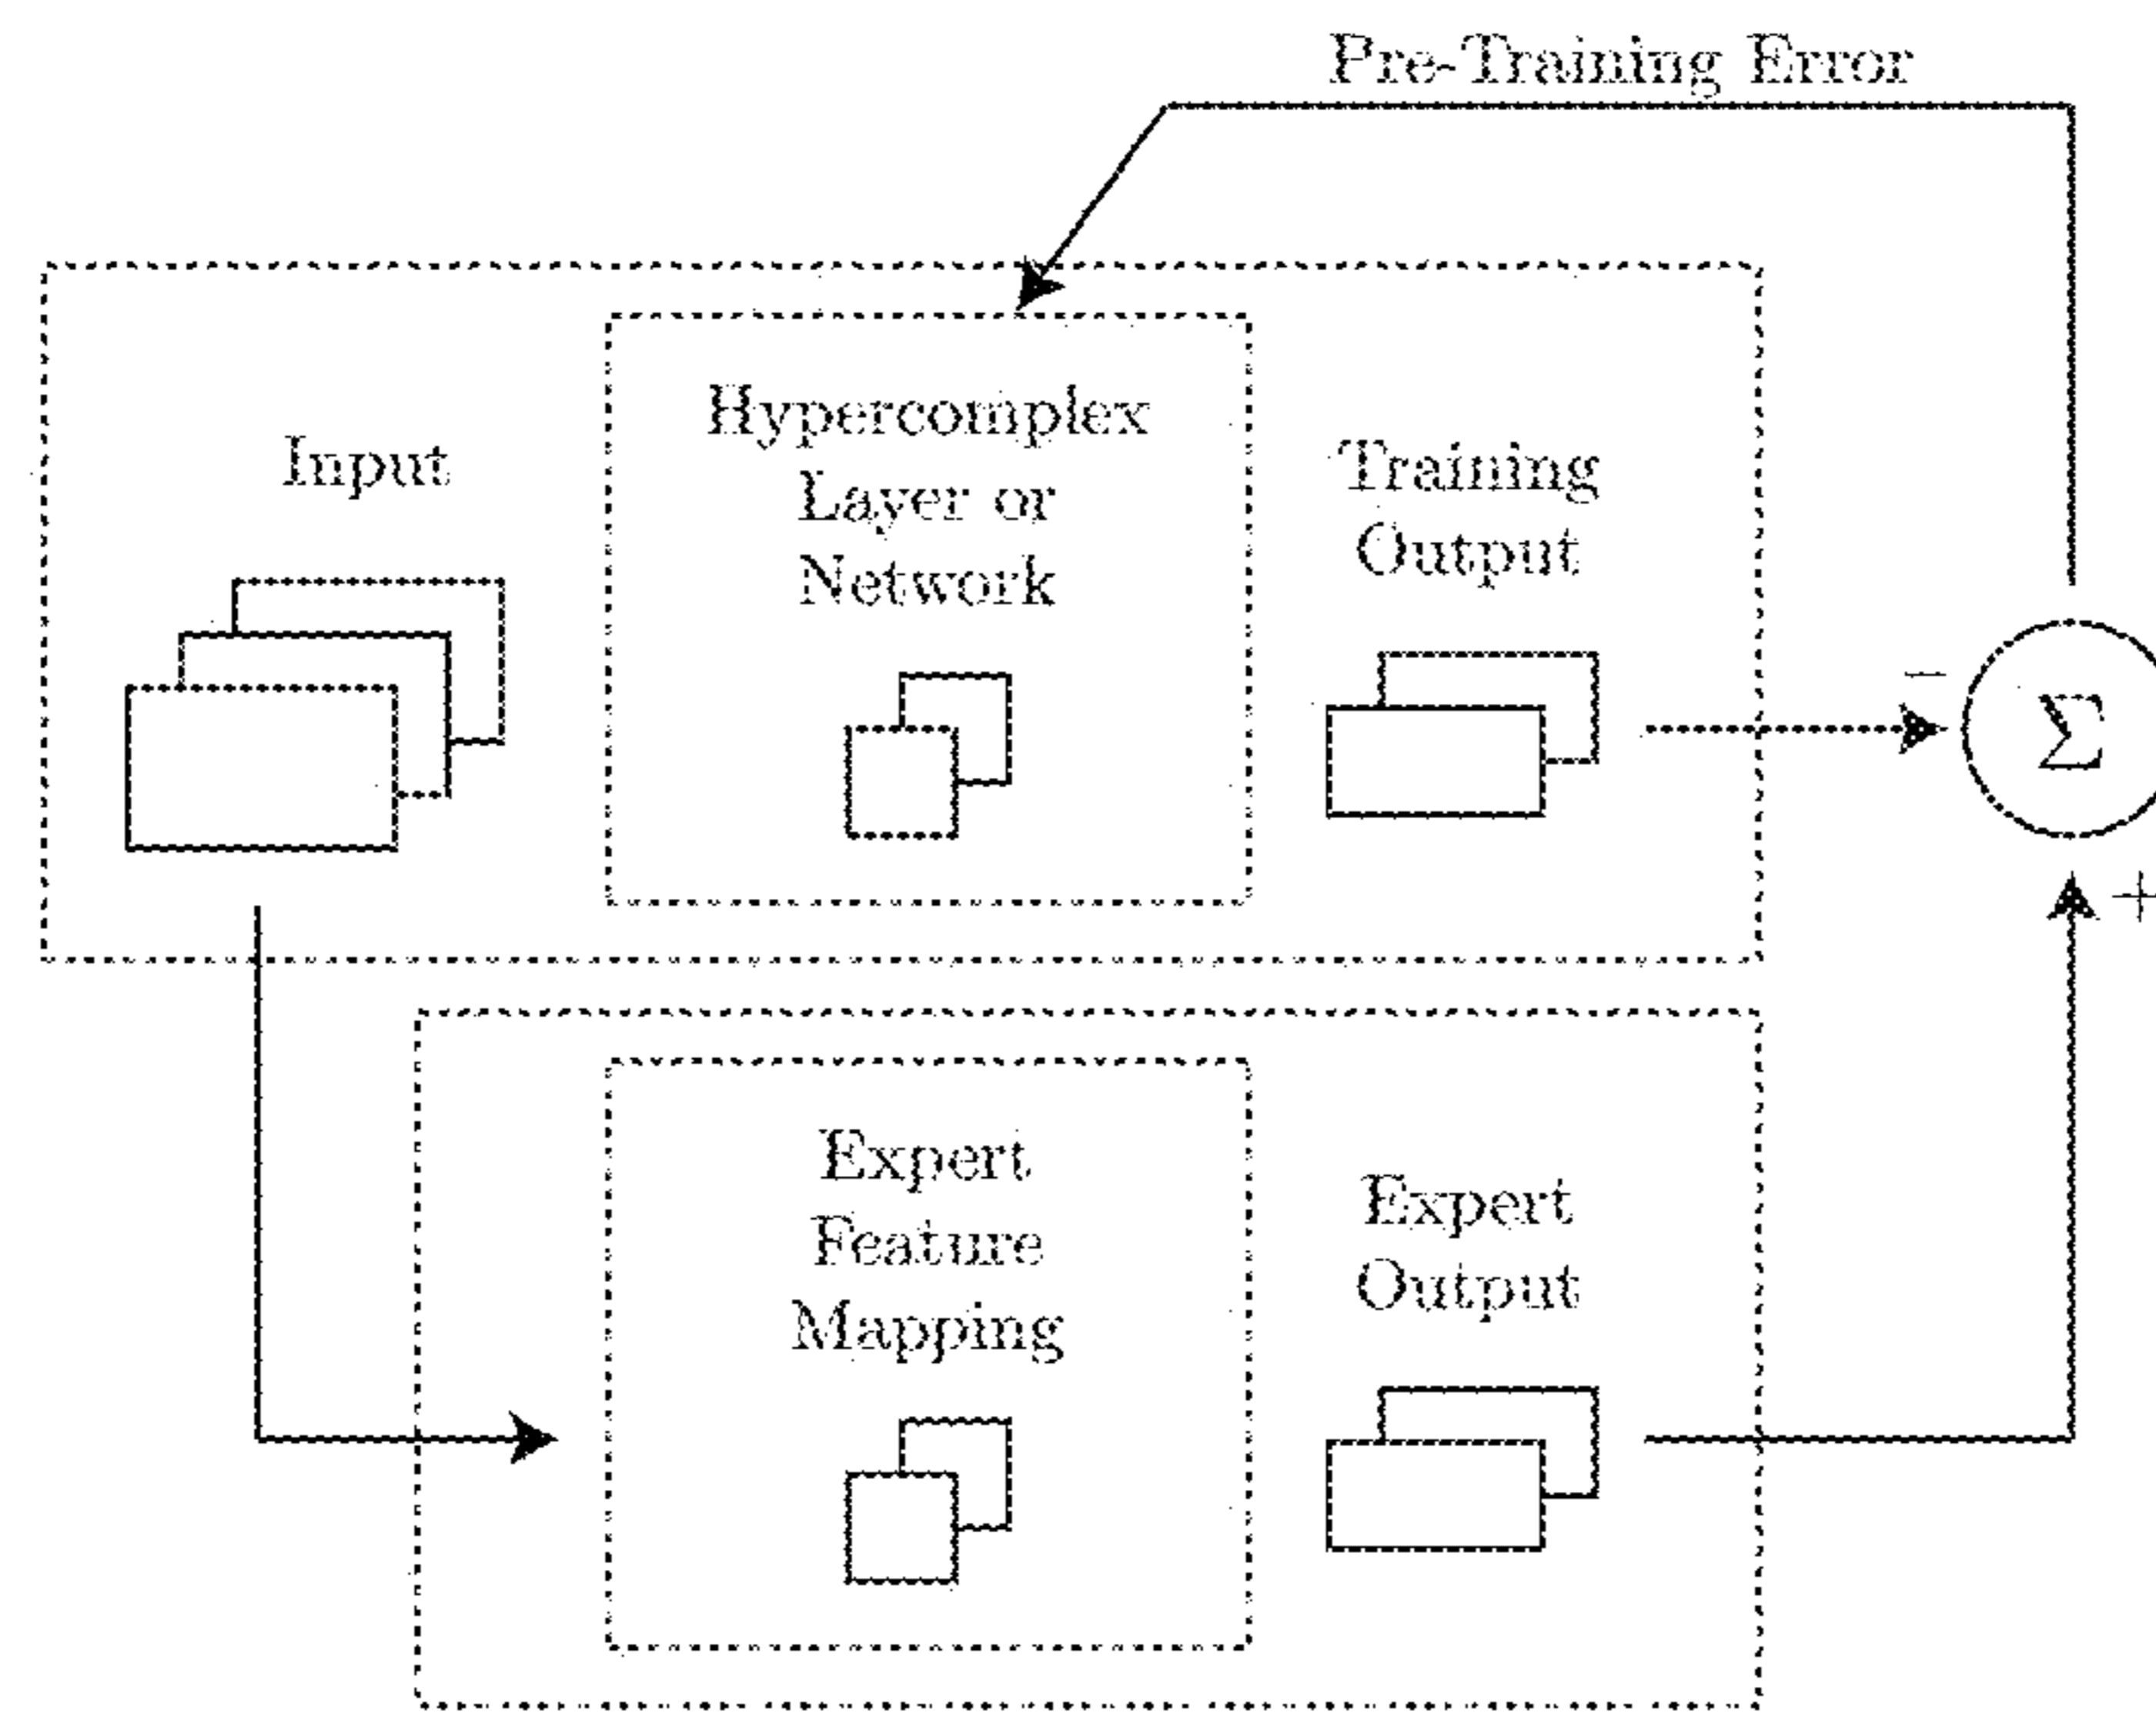 Pre-Training Error
Input
Hypercomplex
Layer or
Network
Training
Output
−
Σ
+
Expert
Feature
Mapping
Expert
Output